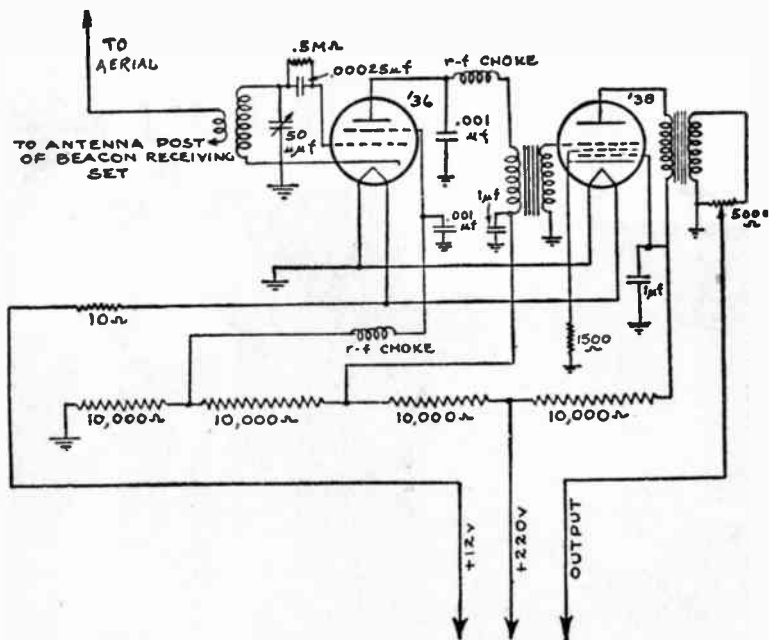 TO
AERIAL
.5MΩ
.00025μf
r-f CHOKE
'36
'38
50
μμf
.001
μf
TO ANTENNA POST
OF BEACON RECEIVING
SET
1μf
.001
μf
5000
Ω
1μf
10Ω
r-f CHOKE
1500
Ω
10,000Ω
10,000Ω
10,000Ω
10,000Ω
+12v
+220v
OUTPUT